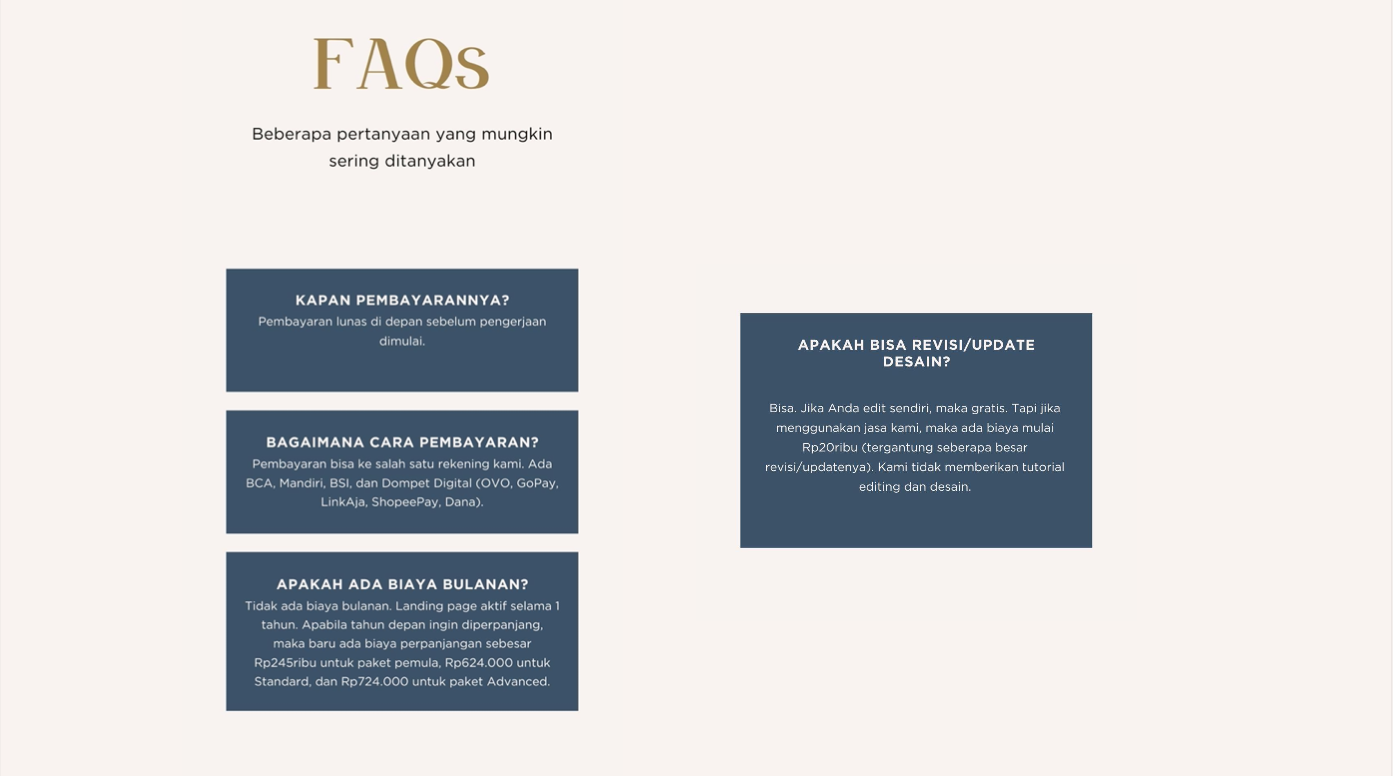 FAQs
Beberapa pertanyaan yang mungkin
sering ditanyakan
KAPAN PEMBAYARANNYA?
Pembayaran lunas di depan sebelum pengerjaan
dimulai.
BAGAIMANA CARA PEMBAYARAN?
Pembayaran bisa ke salah satu rekening kami. Ada
BCA, Mandiri, BSI, dan Dompet Digital (OVO, GoPay,
LinkAja, ShopeePay, Dana).
APAKAH ADA BIAYA BULANAN?
Tidak ada biaya bulanan. Landing page aktif selama 1
tahun. Apabila tahun depan ingin diperpanjang,
maka baru ada biaya perpanjangan sebesar
Rp245ribu untuk paket pemula, Rp624.000 untuk
Standard, dan Rp724.000 untuk paket Advanced.
APAKAH BISA REVISI/UPDATE
DESAIN?
Bisa. Jika Anda edit sendiri, maka gratis. Tapi jika
menggunakan jasa kami, maka ada biaya mulai
Rp20ribu (tergantung seberapa besar
revisi/updatenya). Kami tidak memberikan tutorial
editing dan desain.